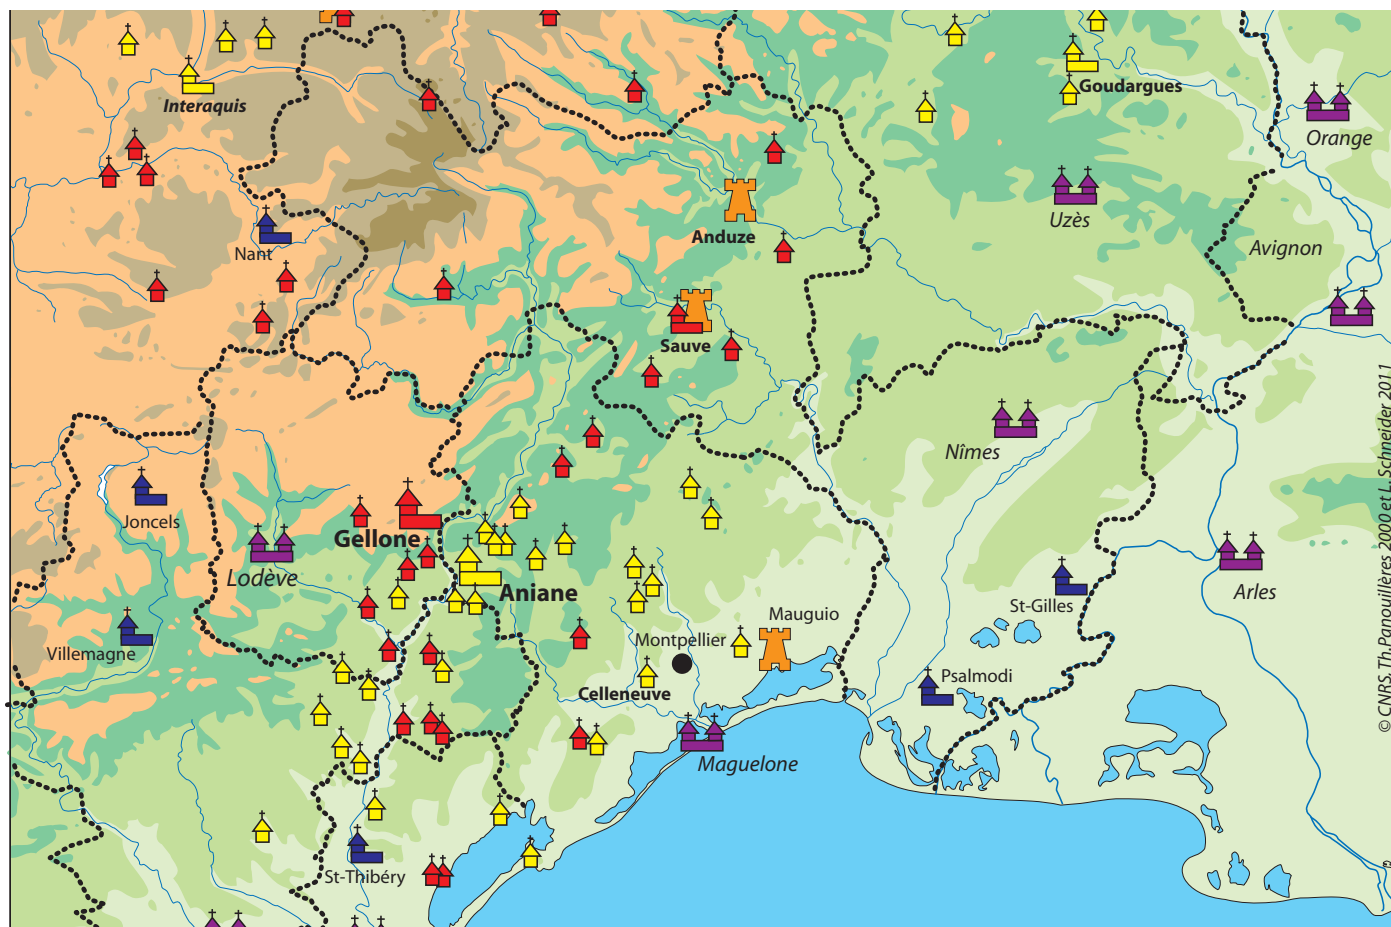 Interaquis
Goudargues
Orange
Uzès
Anduze
Nant
Avignon
Sauve
Nîmes
Joncels
Gellone
Lodève
Aniane
Arles
St-Gilles
Mauguio
Montpellier
Villemagne
Celleneuve
Psalmodi
Maguelone
St-Thibéry
© CNRS, Th.Panouillères 2000 et L. Schneider 2011